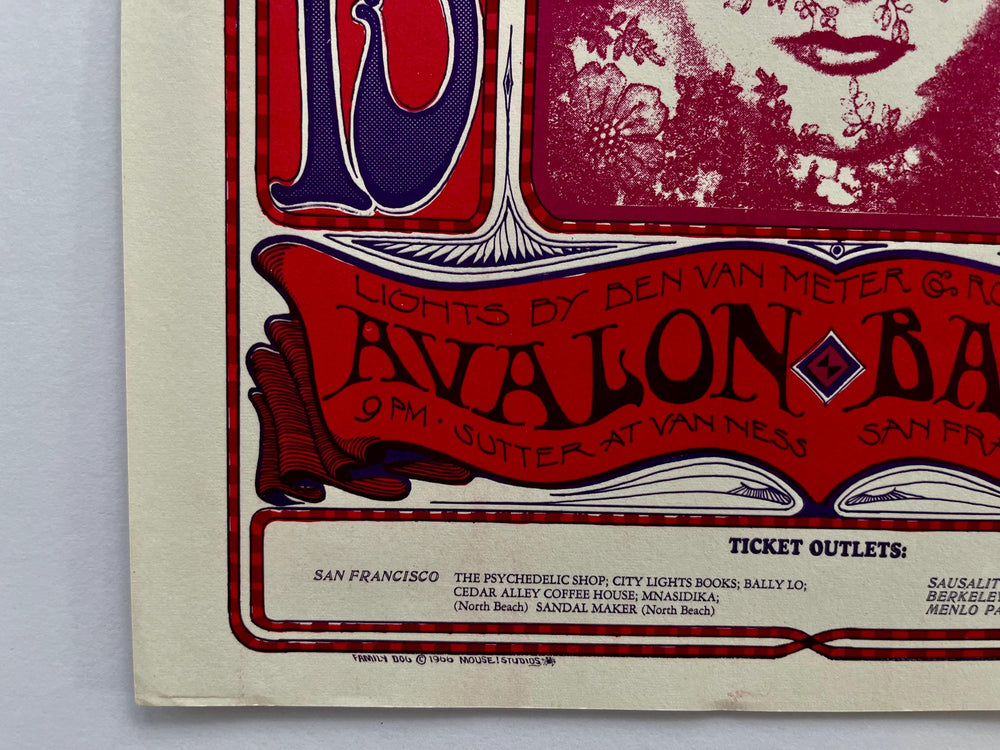 15
LIGHTS BY BEN VAN METER & RO
AVALON BA
9 PM · SUTTER AT VAN NESS SAN FRA
TICKET OUTLETS:
SAN FRANCISCO THE PSYCHEDELIC SHOP; CITY LIGHTS BOOKS; BALLY LO;
CEDAR ALLEY COFFEE HOUSE; MNASIDIKA;
(North Beach) SANDAL MAKER (North Beach)
SAUSALIT
BERKELEY
MENLO PA
FAMILY DOG © 1966 MOUSE! STUDIOS